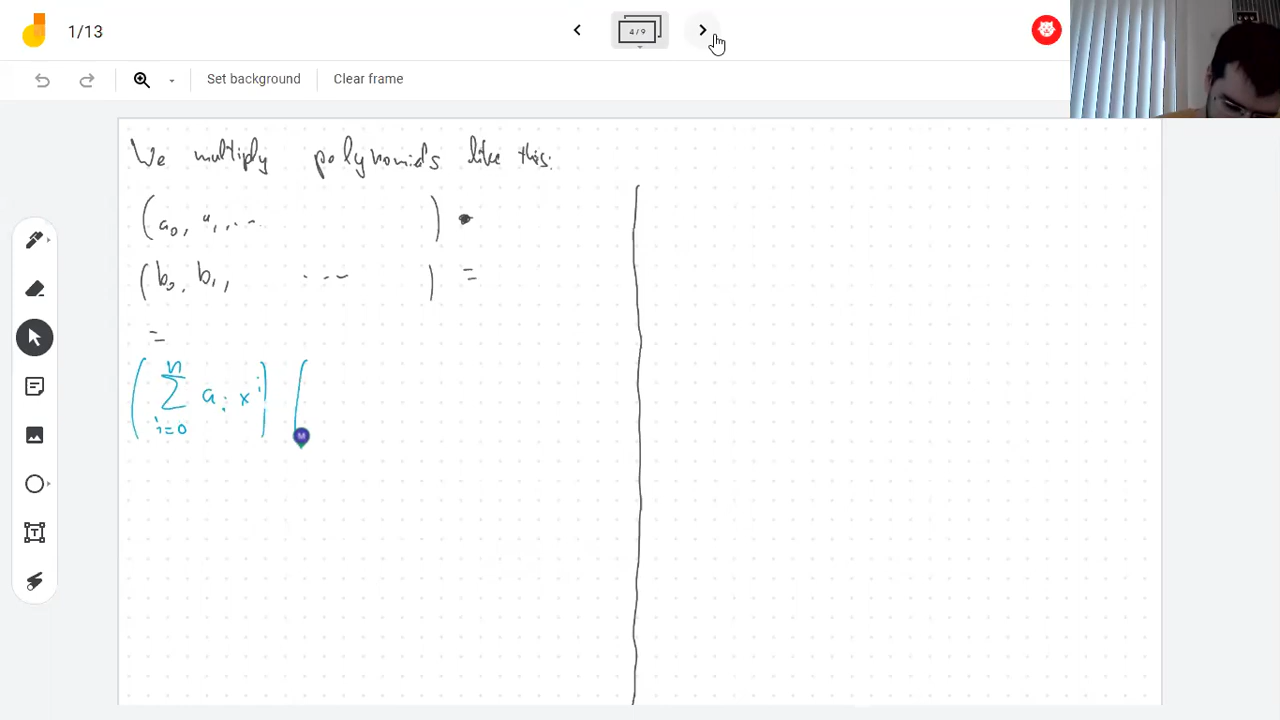 1/13
4/9
Set background
Clear frame
We multiply polynomials like this:
(a₀, a₁, ... ) •
(b₀, b₁, ... ) =
=
( n ∑ i=0 aᵢ xⁱ ) (
M